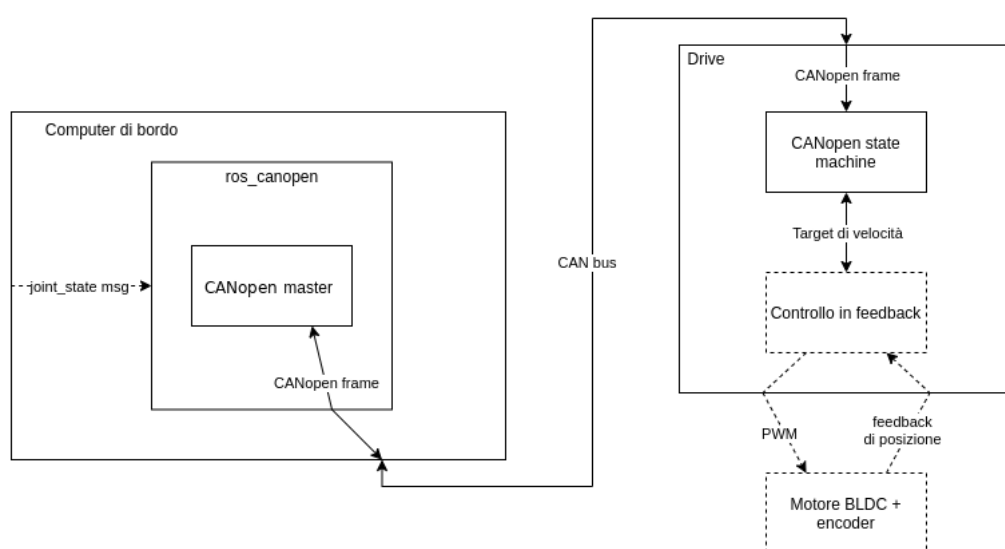 Computer di bordo
ros_canopen
CANopen master
joint_state msg
CANopen frame
CAN bus
Drive
CANopen frame
CANopen state
machine
Target di velocità
Controllo in feedback
PWM
feedback
di posizione
Motore BLDC +
encoder